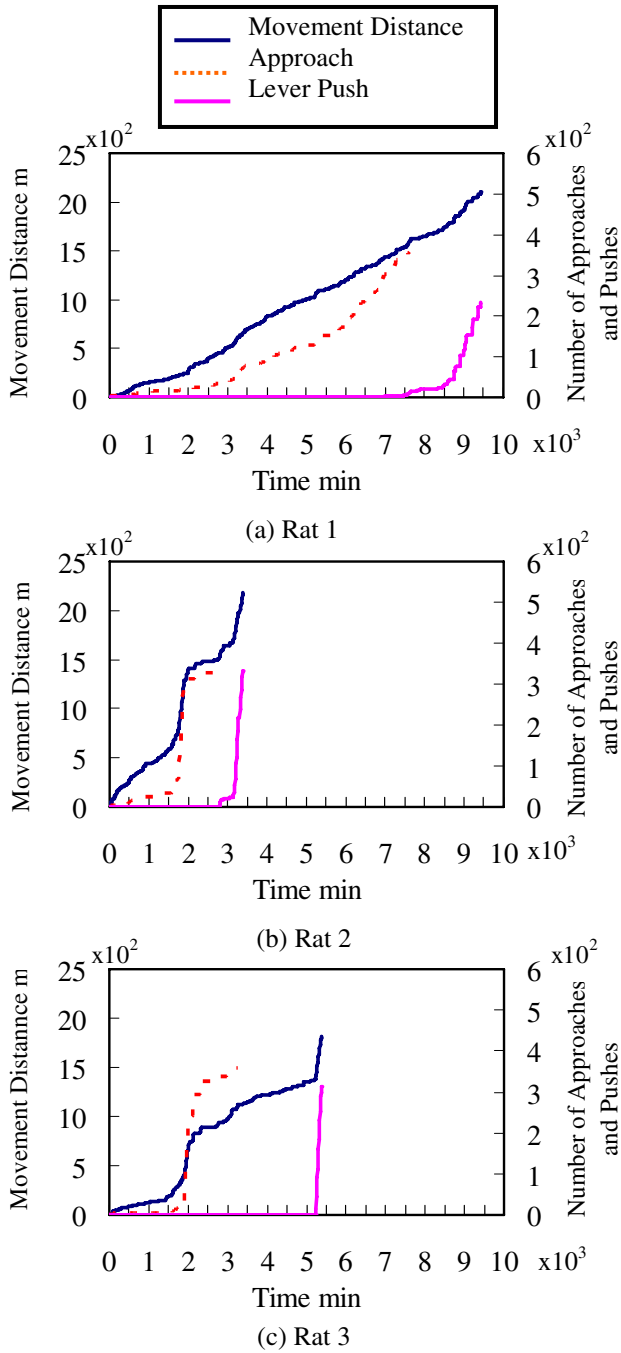 Movement Distance
Approach
Lever Push
x10²
x10²
25
20
15
10
5
0
6
5
4
3
2
1
0
Movement Distance m
Number of Approaches
and Pushes
0 1 2 3 4 5 6 7 8 9 10 x10³
Time min
(a) Rat 1
x10²
x10²
25
20
15
10
5
0
6
5
4
3
2
1
0
Movement Distance m
Number of Approaches
and Pushes
0 1 2 3 4 5 6 7 8 9 10 x10³
Time min
(b) Rat 2
x10²
x10²
25
20
15
10
5
0
6
5
4
3
2
1
0
Movement Distannce m
Number of Approaches
and Pushes
0 1 2 3 4 5 6 7 8 9 10 x10³
Time min
(c) Rat 3